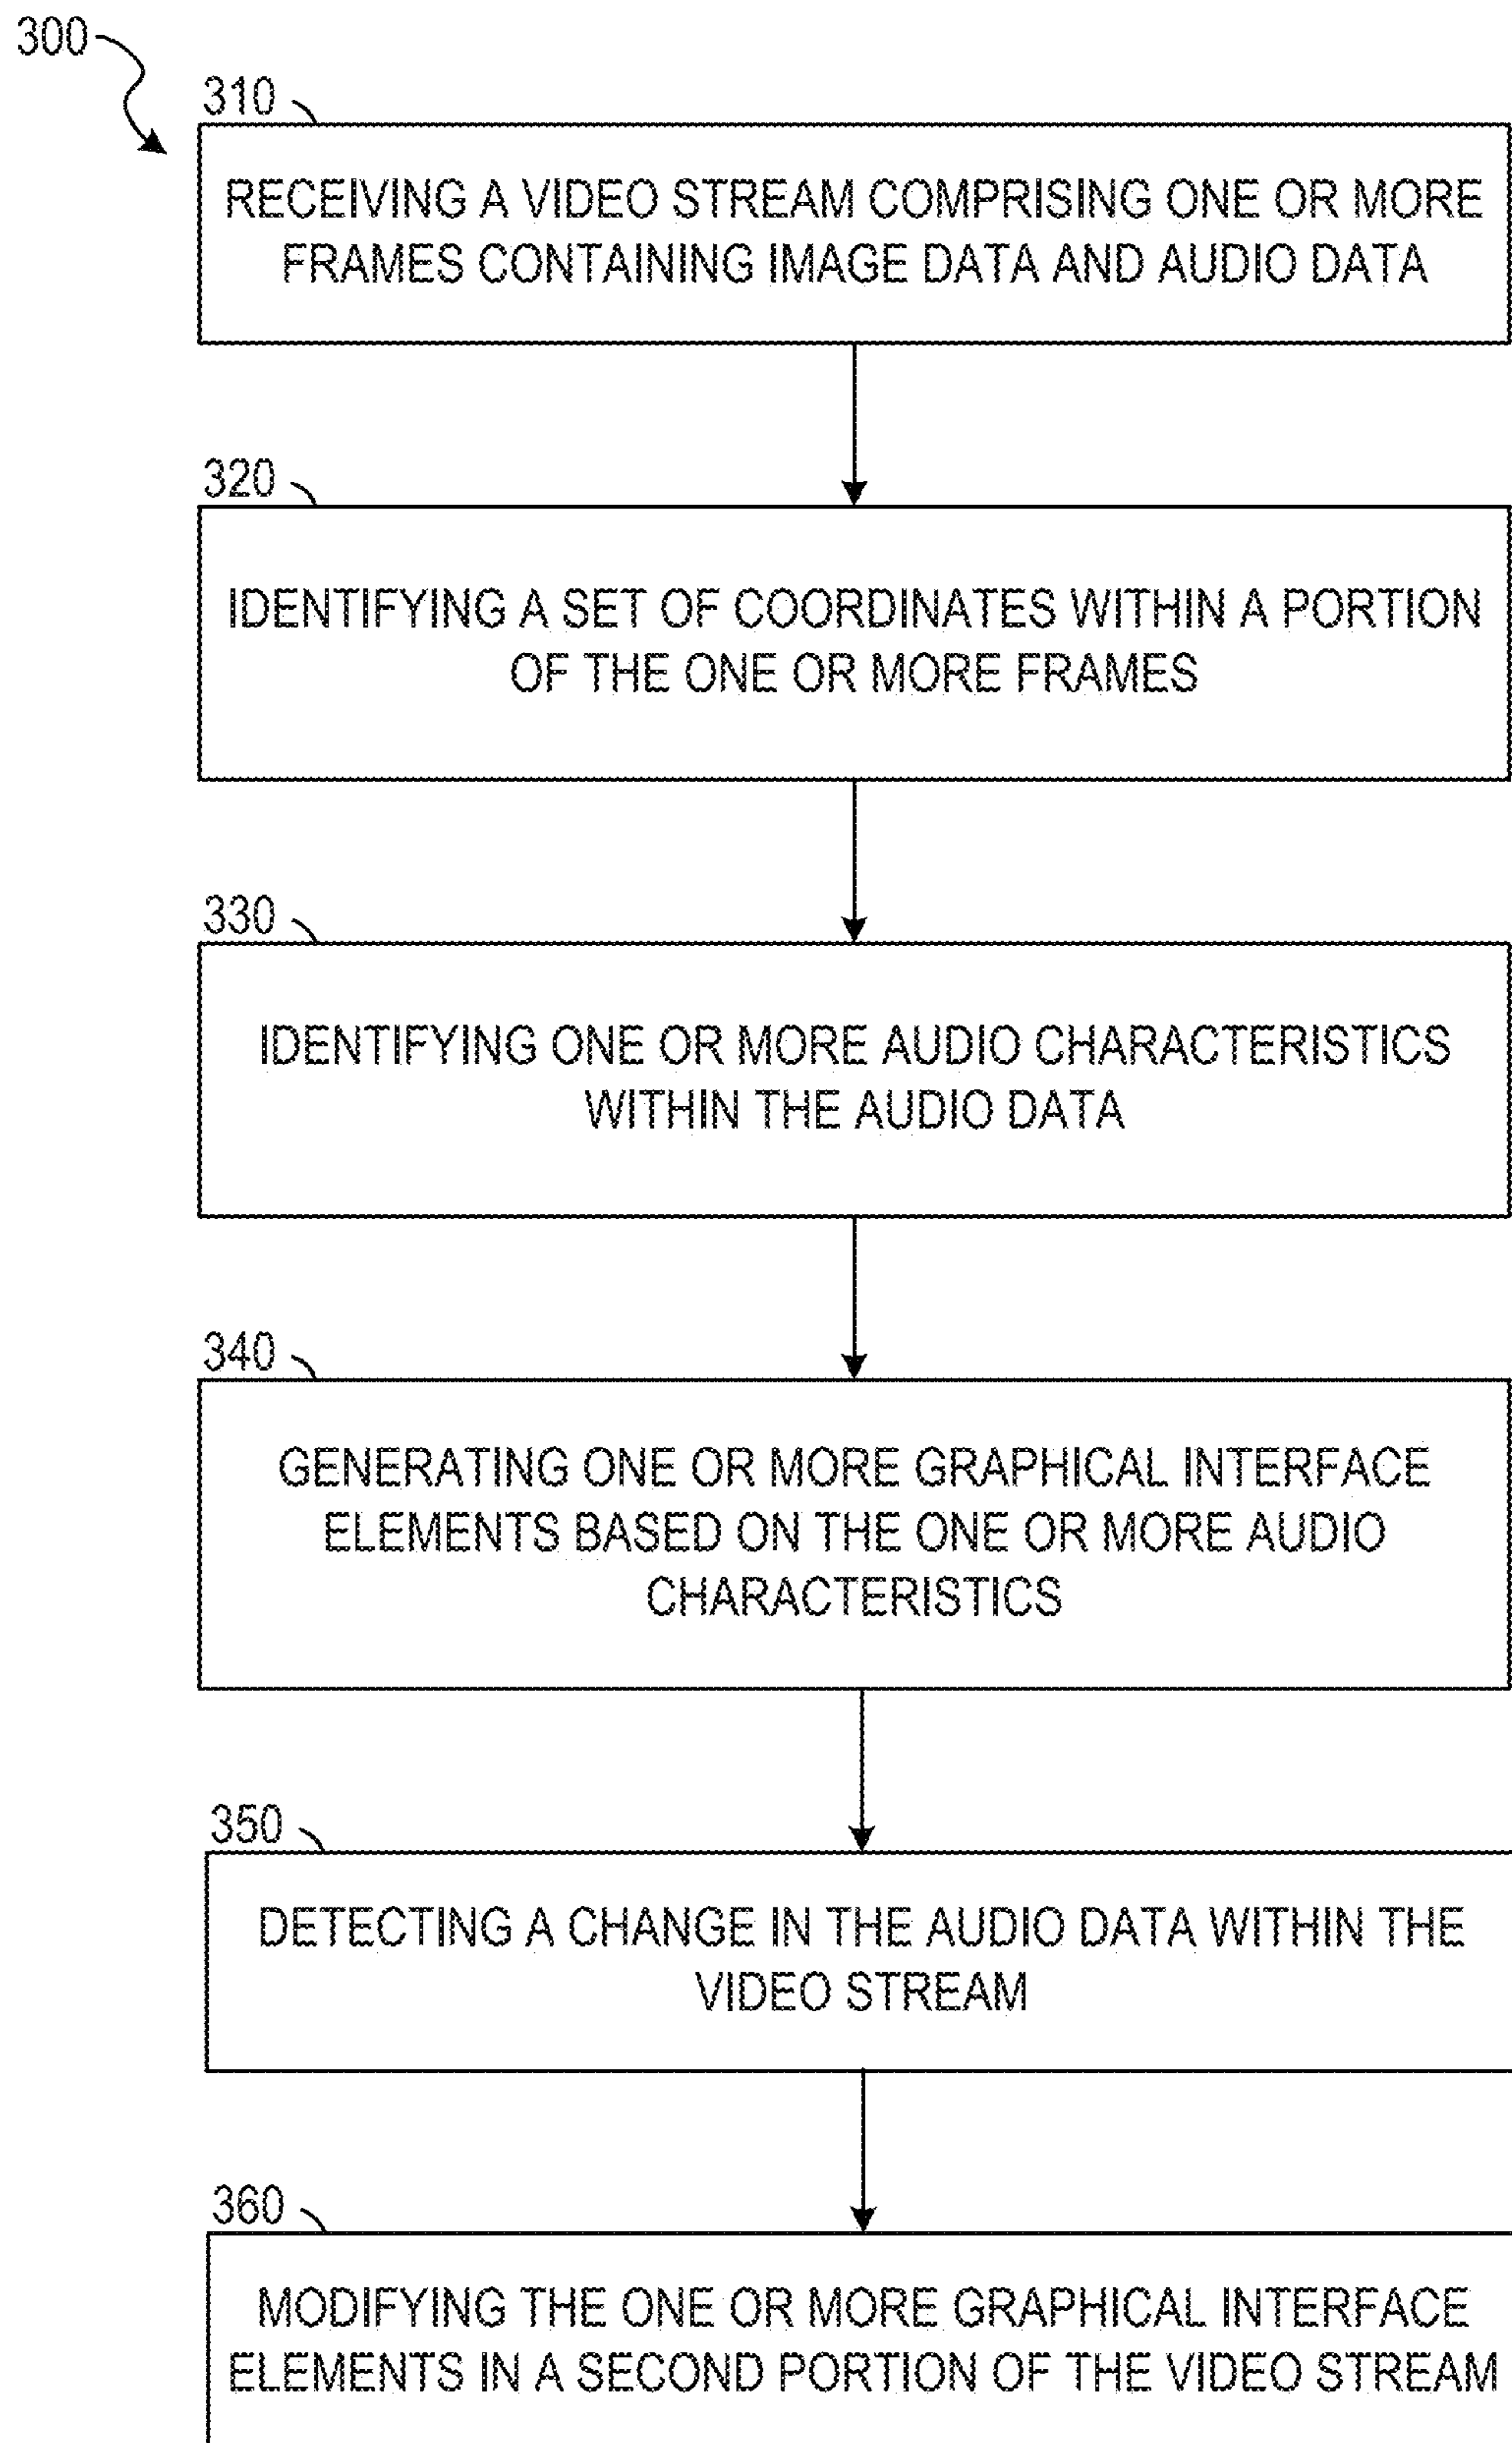 300
310
RECEIVING A VIDEO STREAM COMPRISING ONE OR MORE
FRAMES CONTAINING IMAGE DATA AND AUDIO DATA
320
IDENTIFYING A SET OF COORDINATES WITHIN A PORTION
OF THE ONE OR MORE FRAMES
330
IDENTIFYING ONE OR MORE AUDIO CHARACTERISTICS
WITHIN THE AUDIO DATA
340
GENERATING ONE OR MORE GRAPHICAL INTERFACE
ELEMENTS BASED ON THE ONE OR MORE AUDIO
CHARACTERISTICS
350
DETECTING A CHANGE IN THE AUDIO DATA WITHIN THE
VIDEO STREAM
360
MODIFYING THE ONE OR MORE GRAPHICAL INTERFACE
ELEMENTS IN A SECOND PORTION OF THE VIDEO STREAM